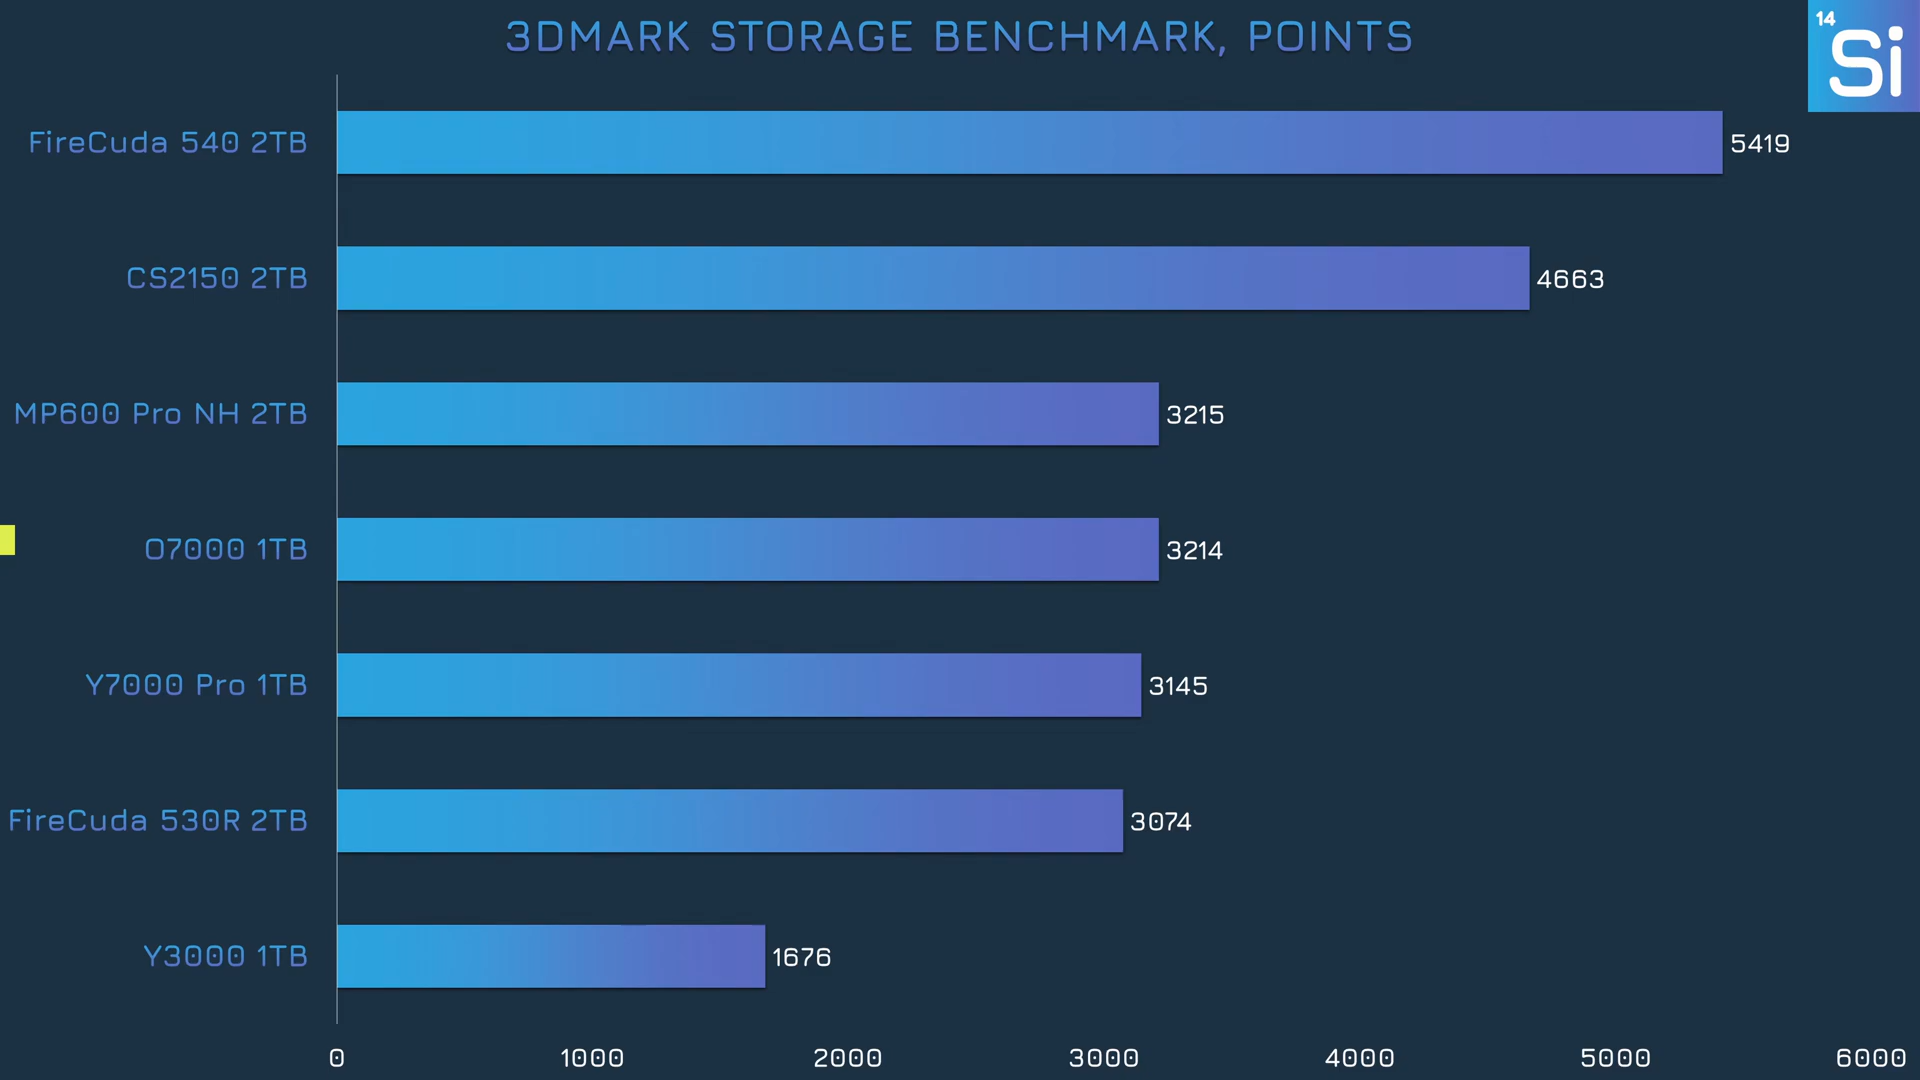 3DMARK STORAGE BENCHMARK, POINTS
14
Si
FireCuda 540 2TB 5419
CS2150 2TB 4663
MP600 Pro NH 2TB 3215
O7000 1TB 3214
Y7000 Pro 1TB 3145
FireCuda 530R 2TB 3074
Y3000 1TB 1676
0 1000 2000 3000 4000 5000 6000